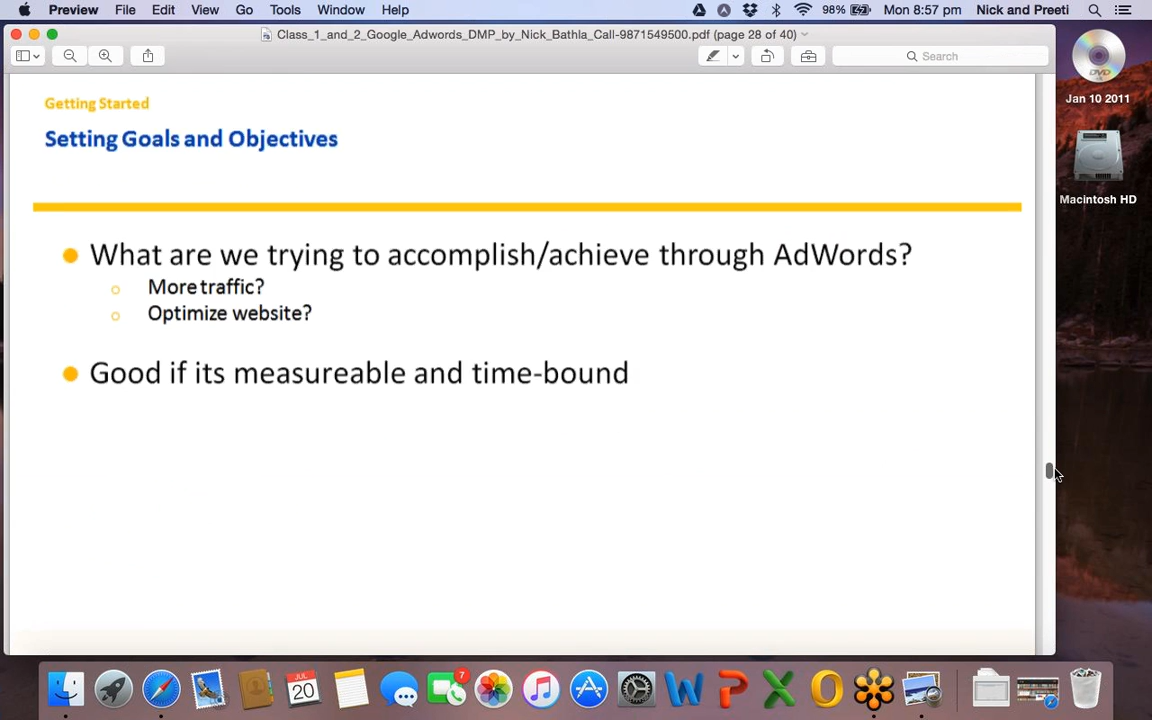 Preview File Edit View Go Tools Window Help 98% Mon 8:57 pm Nick and Preeti
Class_1_and_2_Google_Adwords_DMP_by_Nick_Bathla_Call-9871549500.pdf (page 28 of 40)
Search
Getting Started
Setting Goals and Objectives
What are we trying to accomplish/achieve through AdWords?
More traffic?
Optimize website?
Good if its measureable and time-bound
DVD
Jan 10 2011
Macintosh HD
JUL
20
7